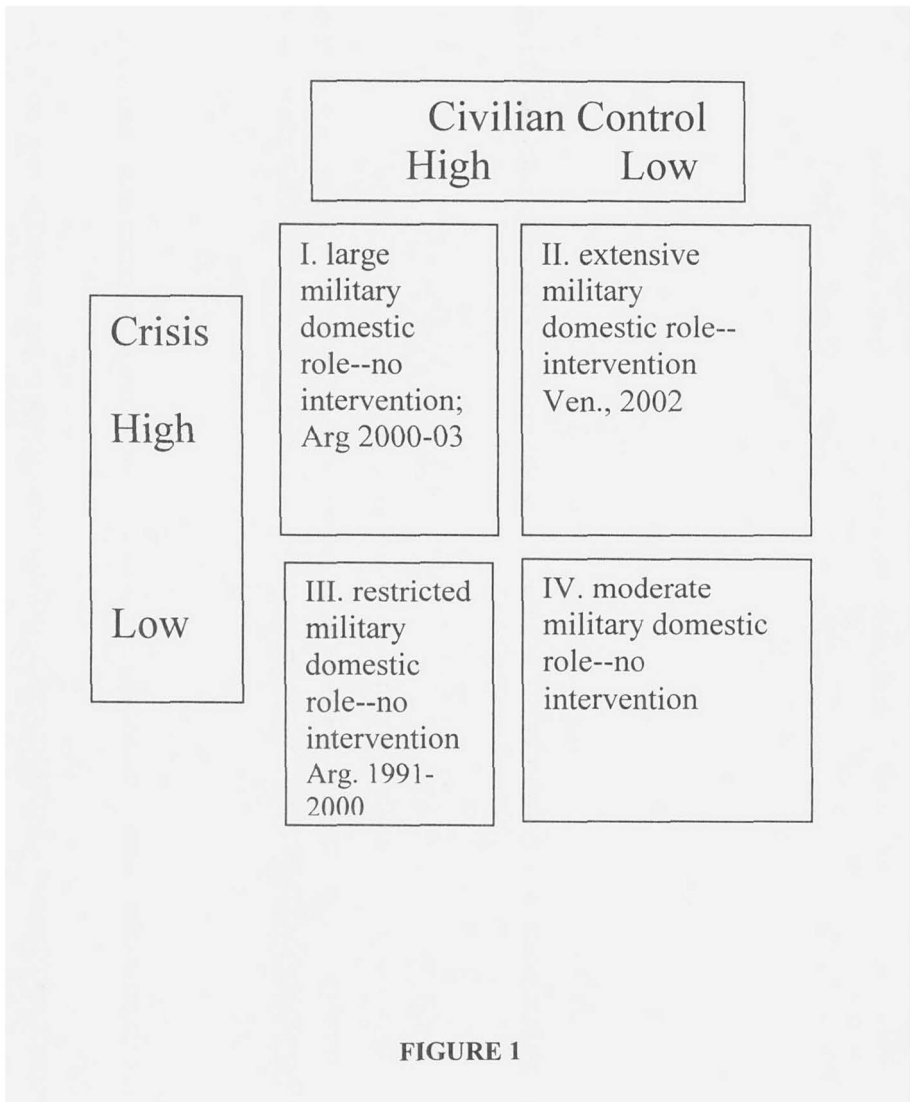 Civilian Control
High Low
Crisis
High
Low
I. large
military
domestic
role--no
intervention;
Arg 2000-03
II. extensive
military
domestic role--
intervention
Ven., 2002
III. restricted
military
domestic
role--no
intervention
Arg. 1991-
2000
IV. moderate
military domestic
role--no
intervention
FIGURE 1